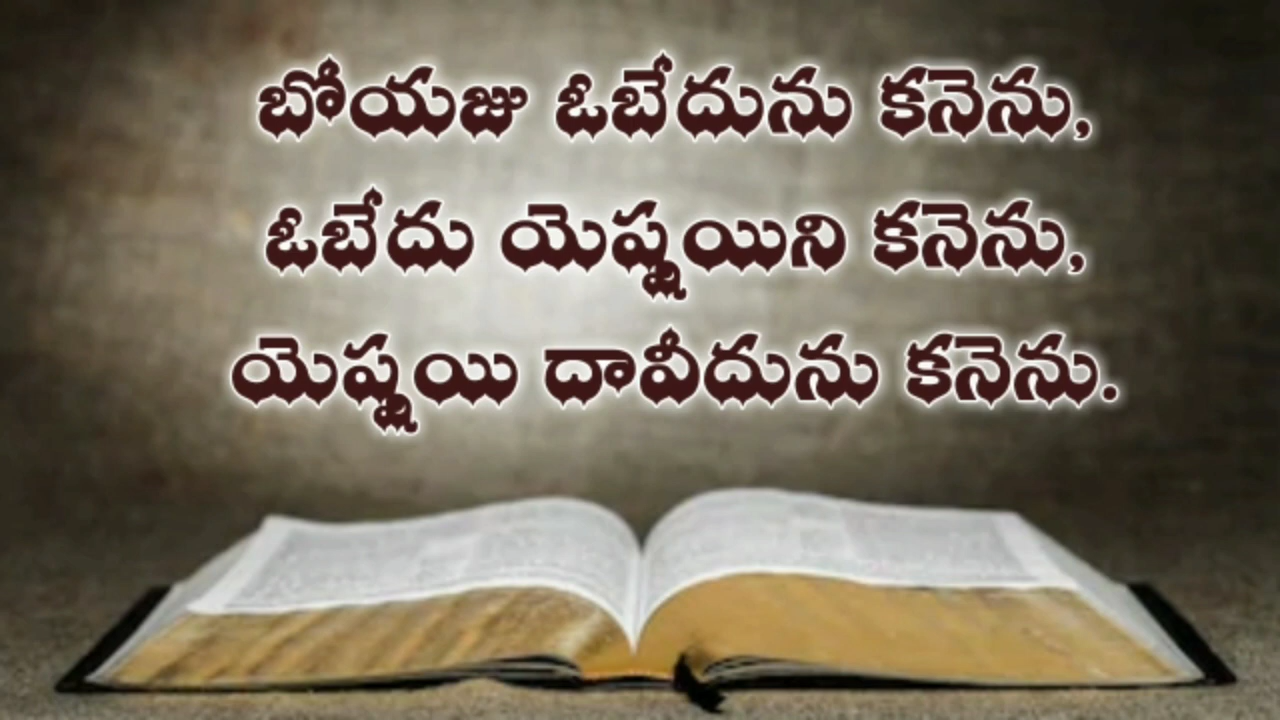 బోయజు ఓబేదును కనెను,
ఓబేదు యెష్షయిని కనెను,
యెష్షయి దావీదును కనెను.